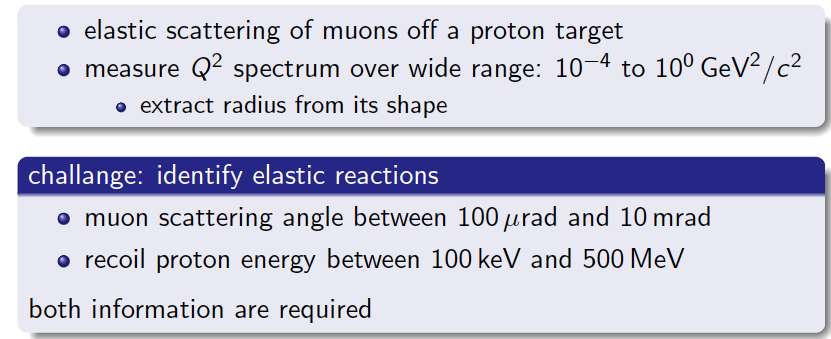 elastic scattering of muons off a proton target
measure Q² spectrum over wide range: 10⁻⁴ to 10⁰ GeV²/c²
extract radius from its shape
challange: identify elastic reactions
muon scattering angle between 100 μrad and 10 mrad
recoil proton energy between 100 keV and 500 MeV
both information are required